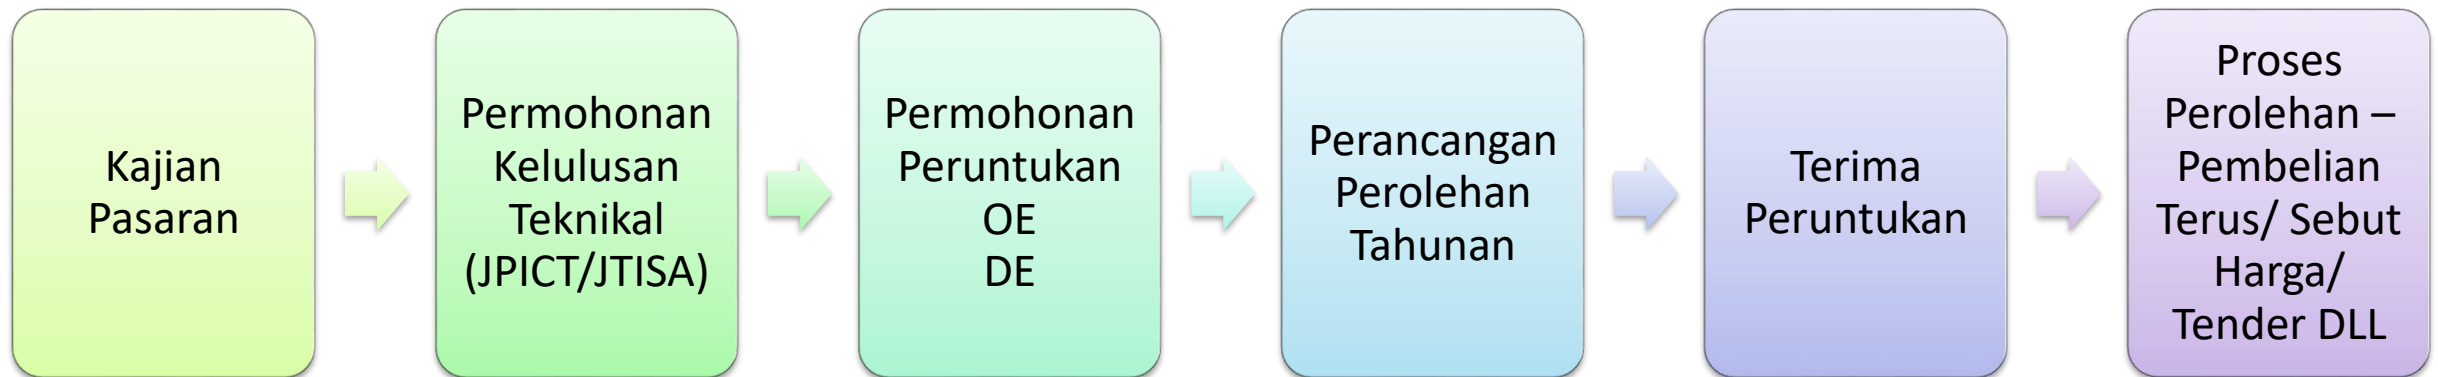 Kajian
Pasaran
Permohonan
Kelulusan
Teknikal
(JPICT/JTISA)
Permohonan
Peruntukan
OE
DE
Perancangan
Perolehan
Tahunan
Terima
Peruntukan
Proses
Perolehan –
Pembelian
Terus/ Sebut
Harga/
Tender DLL